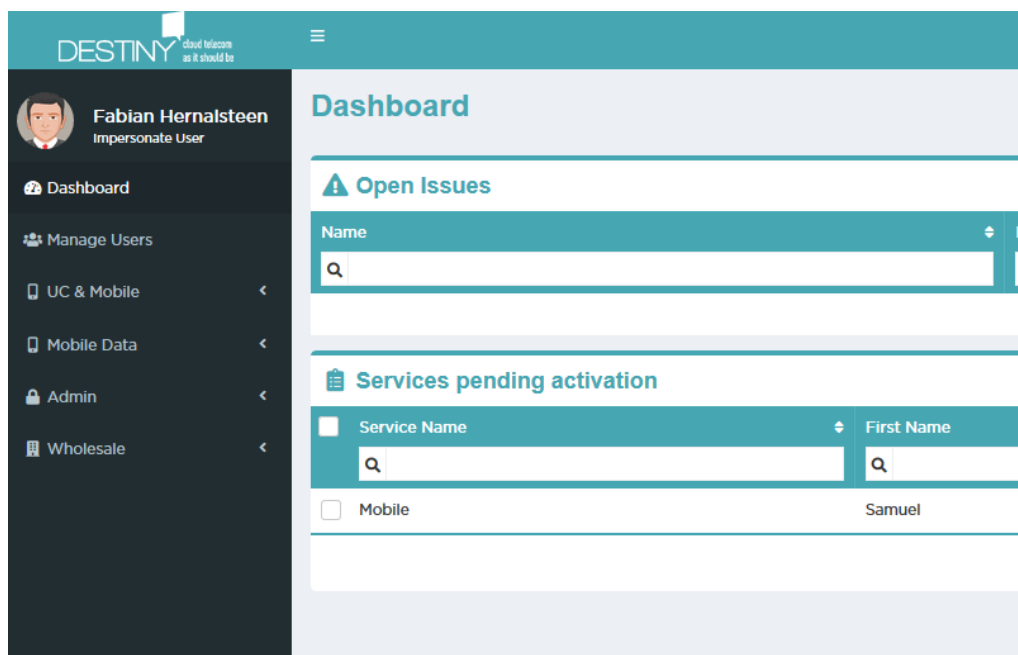 DESTINY cloud telecom
as it should be
Fabian Hernalsteen
Impersonate User
Dashboard
Manage Users
UC & Mobile
Mobile Data
Admin
Wholesale
Dashboard
Open Issues
Name
Services pending activation
Service Name First Name
Mobile Samuel